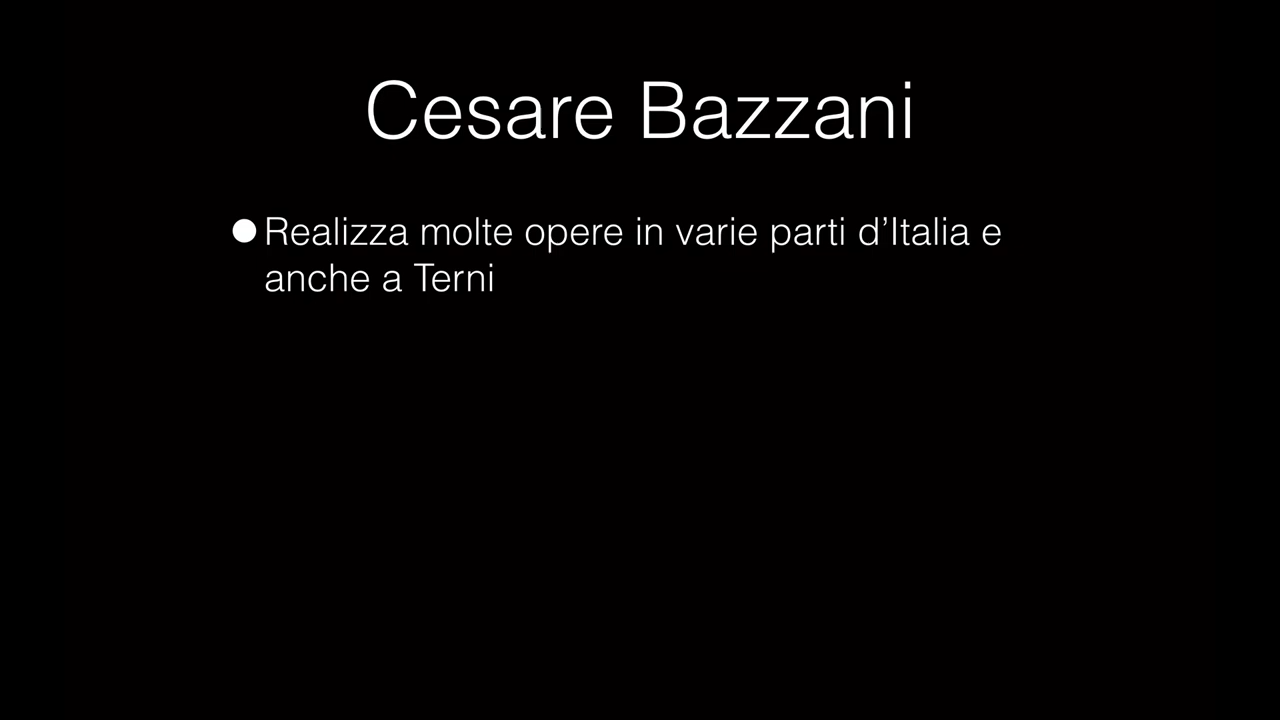 Cesare Bazzani
●Realizza molte opere in varie parti d’Italia e
anche a Terni